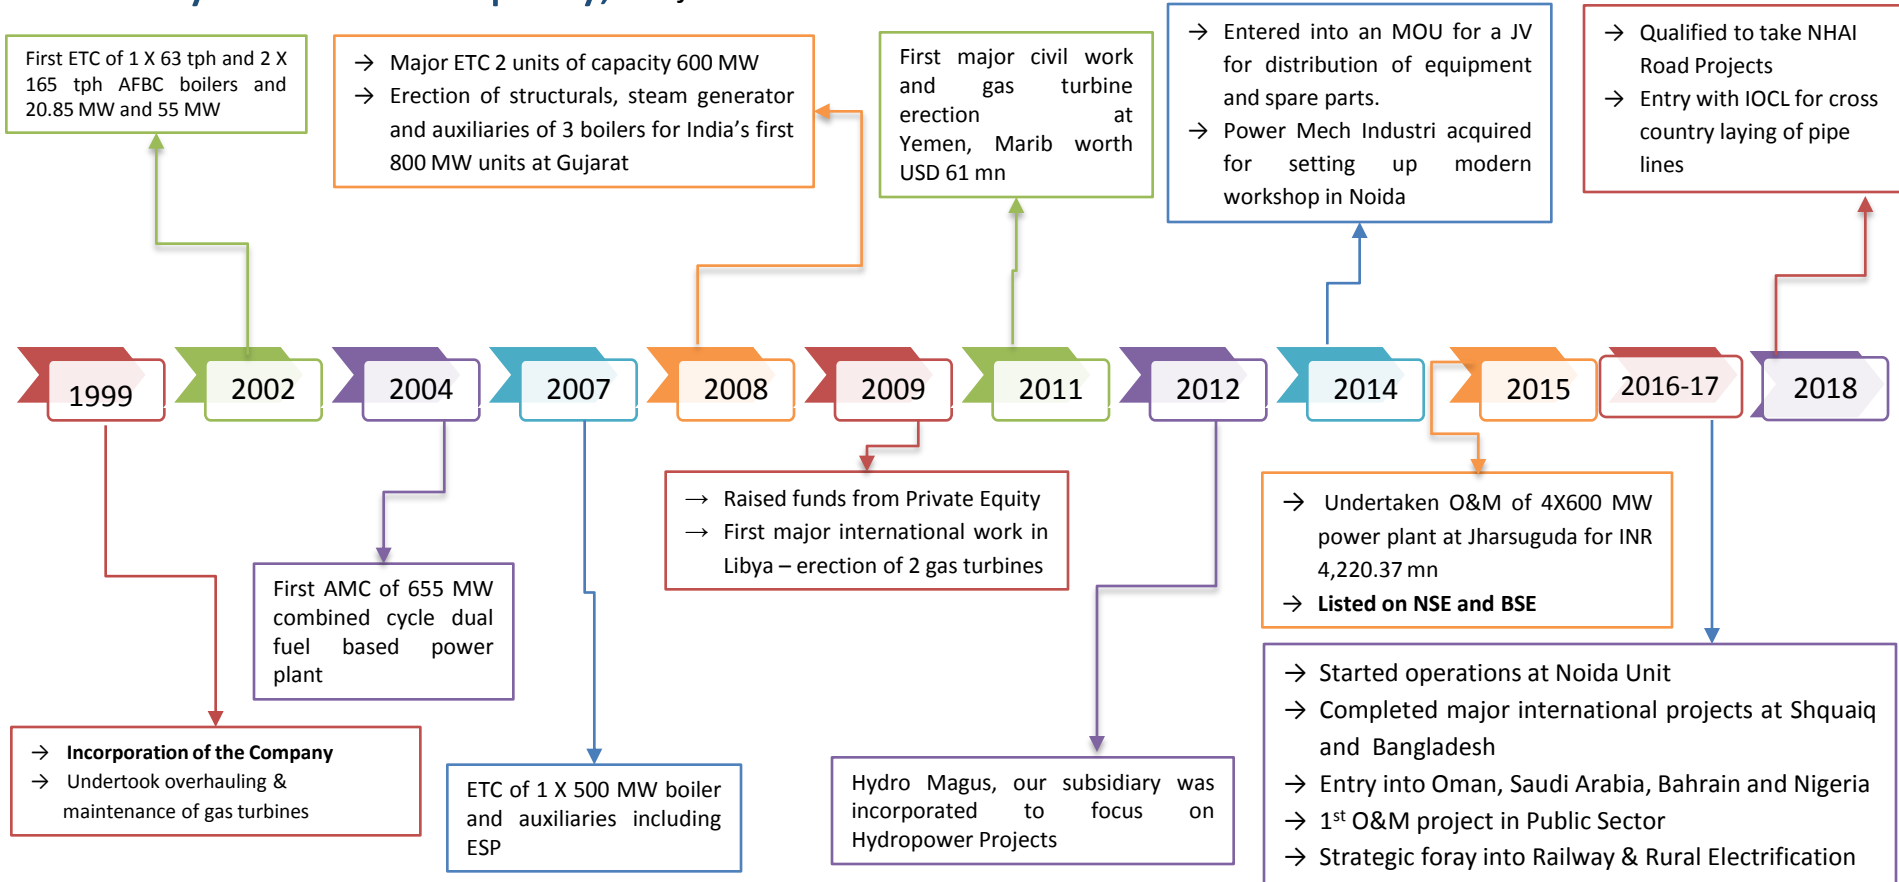 First ETC of 1 X 63 tph and 2 X
165 tph AFBC boilers and
20.85 MW and 55 MW
→ Major ETC 2 units of capacity 600 MW
→ Erection of structurals, steam generator
and auxiliaries of 3 boilers for India's first
800 MW units at Gujarat
First major civil work
and gas turbine
erection at
Yemen, Marib worth
USD 61 mn
→ Entered into an MOU for a JV
for distribution of equipment
and spare parts.
→ Power Mech Industri acquired
for setting up modern
workshop in Noida
→ Qualified to take NHAI
Road Projects
→ Entry with IOCL for cross
country laying of pipe
lines
1999
2002
2004
2007
2008
2009
2011
2012
2014
2015
2016-17
2018
→ Incorporation of the Company
→ Undertook overhauling &
maintenance of gas turbines
First AMC of 655 MW
combined cycle dual
fuel based power
plant
ETC of 1 X 500 MW boiler
and auxiliaries including
ESP
→ Raised funds from Private Equity
→ First major international work in
Libya – erection of 2 gas turbines
Hydro Magus, our subsidiary was
incorporated to focus on
Hydropower Projects
→ Undertaken O&M of 4X600 MW
power plant at Jharsuguda for INR
4,220.37 mn
→ Listed on NSE and BSE
→ Started operations at Noida Unit
→ Completed major international projects at Shquaiq
and Bangladesh
→ Entry into Oman, Saudi Arabia, Bahrain and Nigeria
→ 1st O&M project in Public Sector
→ Strategic foray into Railway & Rural Electrification